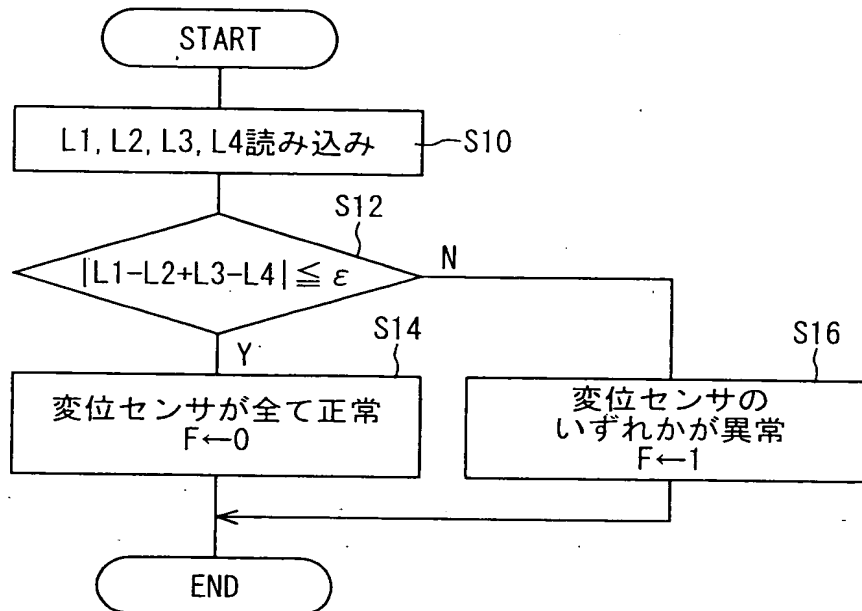 START
L1, L2, L3, L4読み込み
S10
S12
|L1-L2+L3-L4|≦ ε
N
Y
S14
変位センサが全て正常
F←0
S16
変位センサの
いずれかが異常
F←1
END